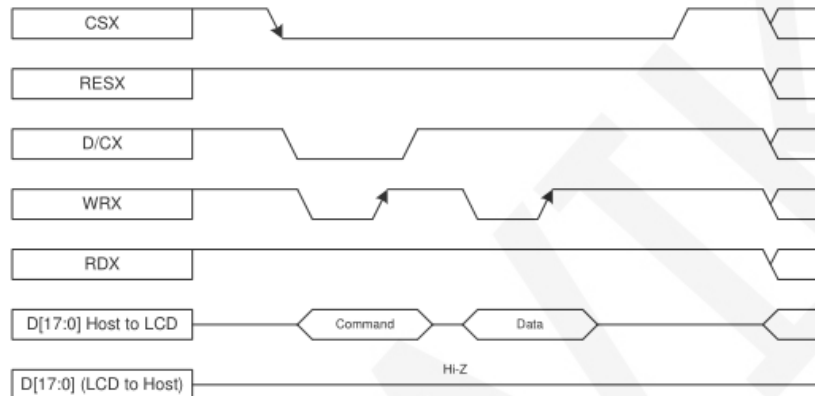 CSX
RESX
D/CX
WRX
RDX
D[17:0] Host to LCD
Command
Data
Hi-Z
D[17:0] (LCD to Host)